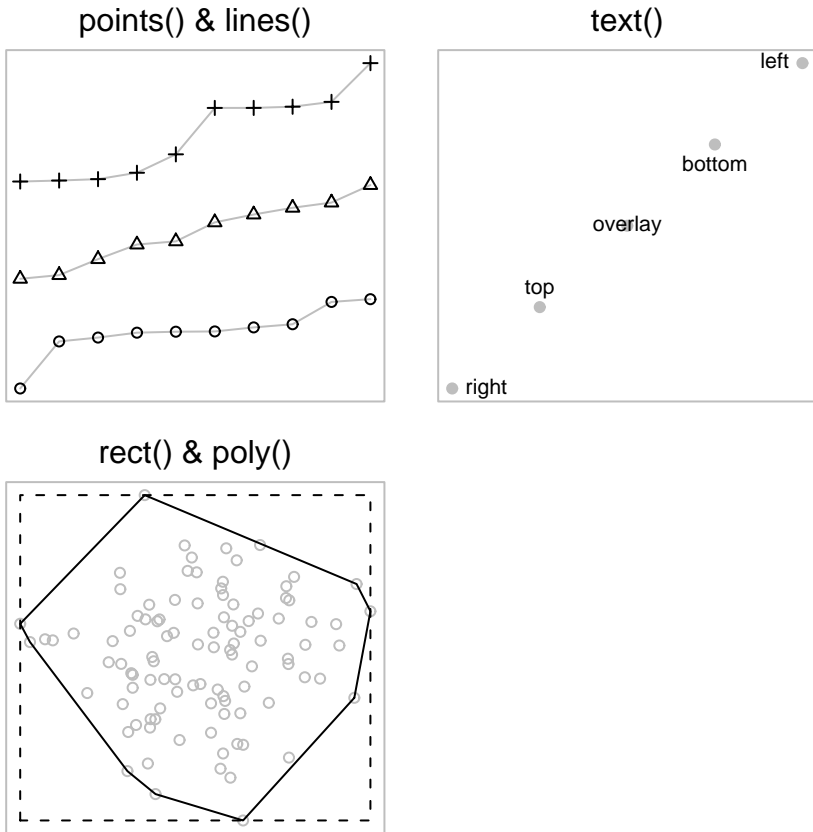 points() & lines()
text()
left
bottom
overlay
top
right
rect() & poly()